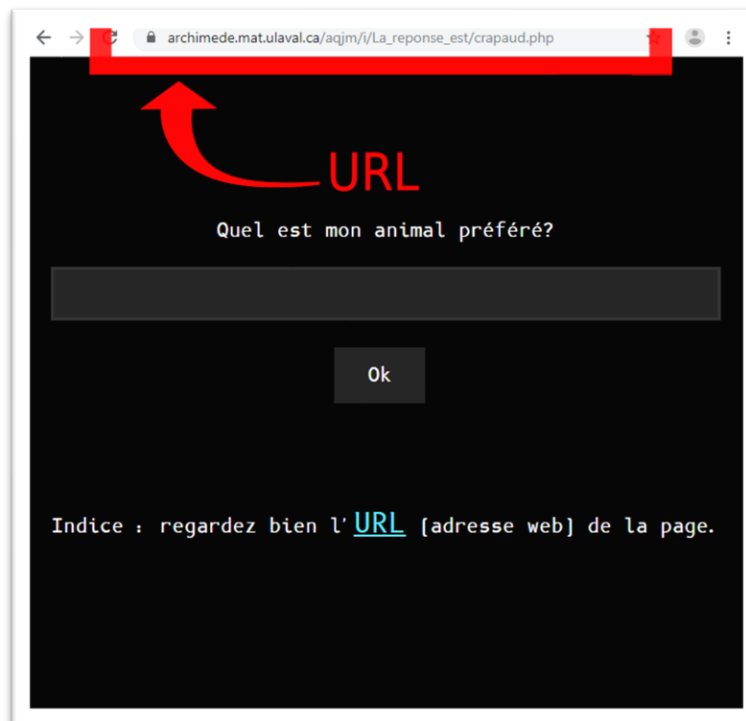 archimede.mat.ulaval.ca/aqjm/i/La_reponse_est/crapaud.php
URL
Quel est mon animal préféré?
Ok
Indice : regardez bien l'URL (adresse web) de la page.